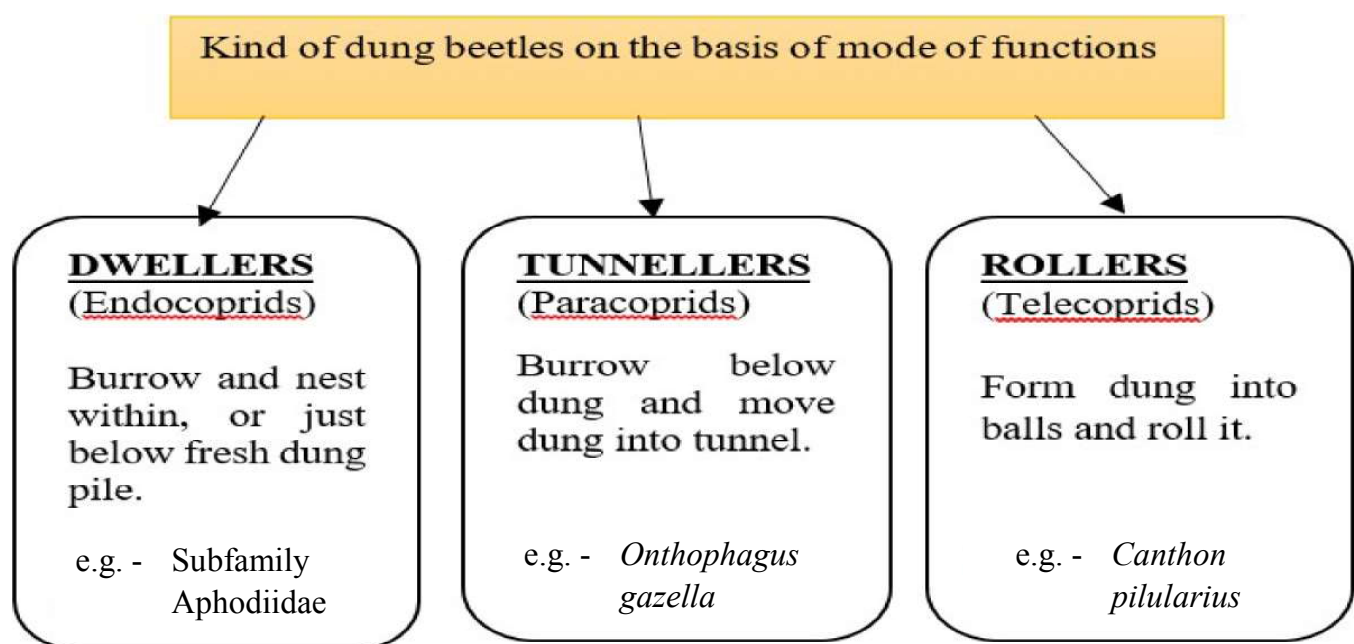 Kind of dung beetles on the basis of mode of functions
DWELLERS
(Endocoprids)
Burrow and nest
within, or just
below fresh dung
pile.
e.g. - Subfamily
Aphodiidae
TUNNELLERS
(Paracoprids)
Burrow below
dung and move
dung into tunnel.
e.g. - Onthophagus
gazella
ROLLERS
(Telecoprids)
Form dung into
balls and roll it.
e.g. - Canthon
pilularius